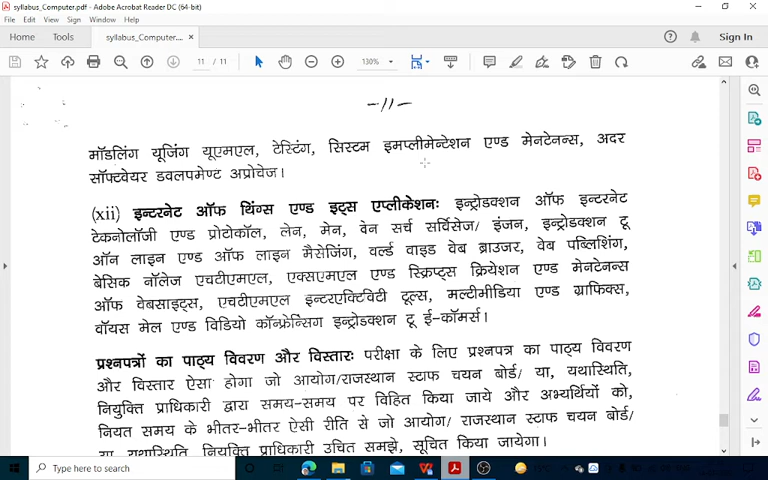 syllabus_Computer.pdf - Adobe Acrobat Reader DC (64-bit)
File Edit View Sign Window Help
Home Tools syllabus_Computer.... × Sign In
11 / 11 130%
-11-
मॉडलिंग यूजिंग यूएमएल, टेस्टिंग, सिस्टम इमप्लीमेन्टेशन एण्ड मेनटेनन्स, अदर
सॉफ्टवेयर डवलपमेण्ट अप्रोचेज।
(xii) इन्टरनेट ऑफ थिंग्स एण्ड इट्स एप्लीकेशनः इन्ट्रोडक्शन ऑफ इन्टरनेट
टेकनोलॉजी एण्ड प्रोटोकॉल, लेन, मेन, वेन सर्च सर्विसेज/ इंजन, इन्ट्रोडक्शन टू
ऑन लाइन एण्ड ऑफ लाइन मैसेजिंग, वर्ल्ड वाइड वेब ब्राउजर, वेब पब्लिशिंग,
बेसिक नॉलेज एचटीएमएल, एक्सएमएल एण्ड स्क्रिप्ट्स क्रियेशन एण्ड मेनटेनन्स
ऑफ वेबसाइट्स, एचटीएमएल इन्टरएक्टिविटी टूल्स, मल्टीमीडिया एण्ड ग्राफिक्स,
वॉयस मेल एण्ड विडियो कॉन्फ्रेन्सिग इन्ट्रोडक्शन टू ई-कॉमर्स।
प्रश्नपत्रों का पाठ्य विवरण और विस्तारः परीक्षा के लिए प्रश्नपत्र का पाठ्य विवरण
और विस्तार ऐसा होगा जो आयोग/राजस्थान स्टाफ चयन बोर्ड/ या, यथास्थिति,
नियुक्ति प्राधिकारी द्वारा समय-समय पर विहित किया जाये और अभ्यर्थियों को,
नियत समय के भीतर-भीतर ऐसी रीति से जो आयोग/ राजस्थान स्टाफ चयन बोर्ड/
या, यथास्थिति, नियुक्ति प्राधिकारी उचित समझे, सूचित किया जायेगा।
Type here to search